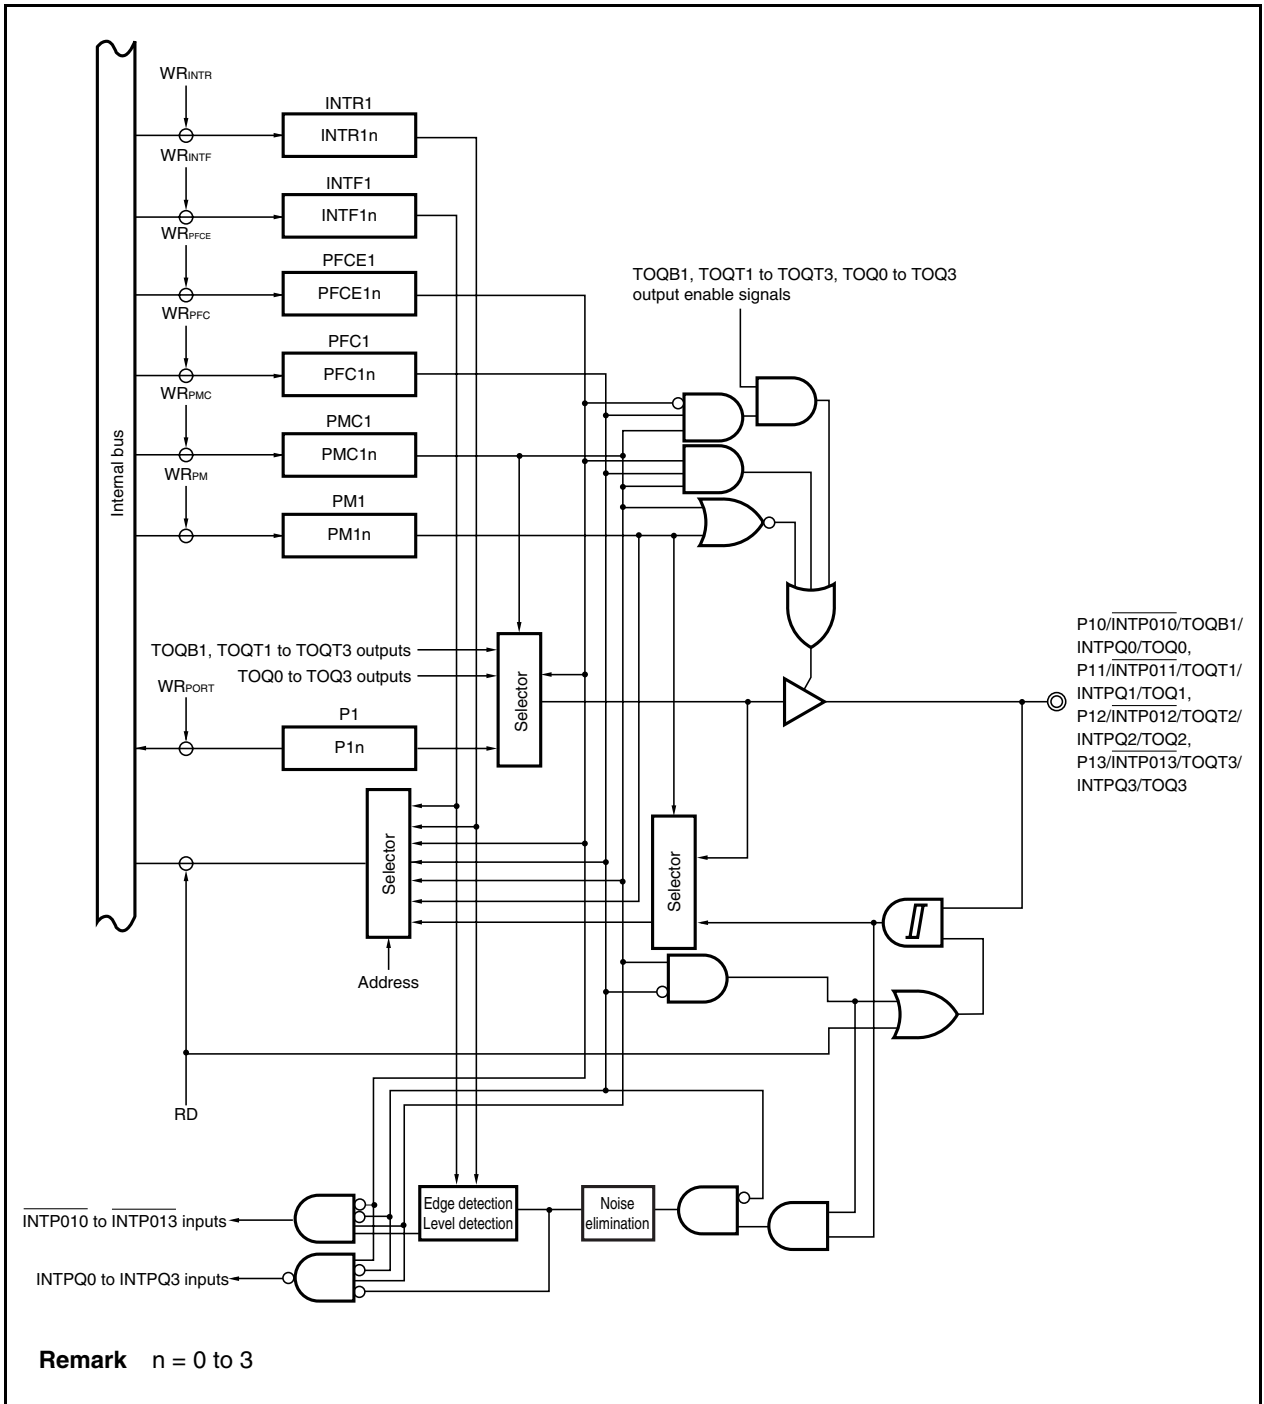 WRINTR
INTR1
INTR1n
WRINTF
INTF1
INTF1n
WRPFCE
PFCE1
PFCE1n
WRPFC
PFC1
PFC1n
WRPMC
PMC1
PMC1n
WRPM
PM1
PM1n
Internal bus
TOQB1, TOQT1 to TOQT3, TOQ0 to TOQ3
output enable signals
TOQB1, TOQT1 to TOQT3 outputs
TOQ0 to TOQ3 outputs
WRPORT
P1
P1n
Selector
P10/INTP010/TOQB1/
INTPQ0/TOQ0,
P11/INTP011/TOQT1/
INTPQ1/TOQ1,
P12/INTP012/TOQT2/
INTPQ2/TOQ2,
P13/INTP013/TOQT3/
INTPQ3/TOQ3
Selector
Selector
Address
RD
Edge detection
Level detection
Noise
elimination
INTP010 to INTP013 inputs
INTPQ0 to INTPQ3 inputs
Remark n = 0 to 3